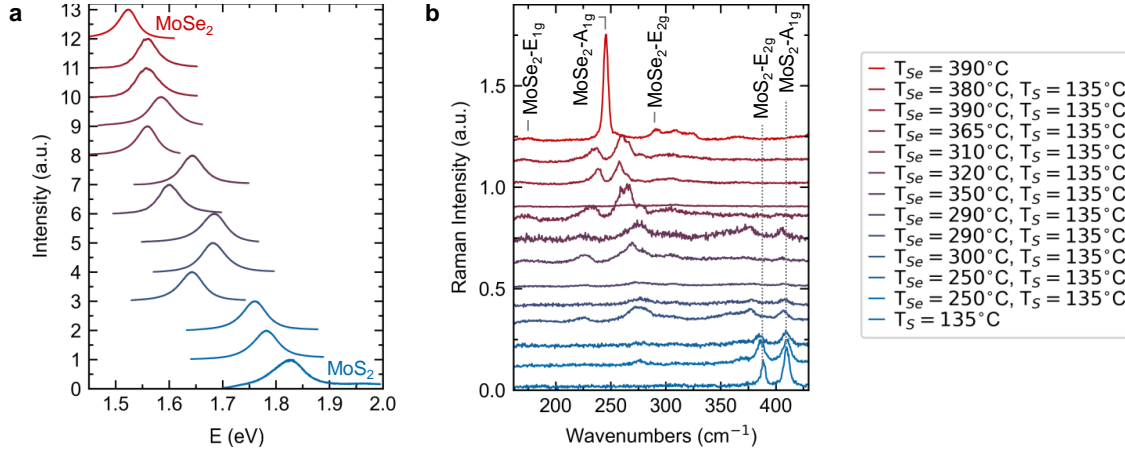 a
Intensity (a.u.)
13
12
11
10
9
8
7
6
5
4
3
2
1
0
MoSe₂
MoS₂
1.5
1.6
1.7
1.8
1.9
2.0
E (eV)
b
Raman Intensity (a.u.)
1.5
1.0
0.5
0.0
MoSe₂-E₁g
MoSe₂-A₁g
MoSe₂-E₂g
MoS₂-E₂g
MoS₂-A₁g
200
250
300
350
400
Wavenumbers (cm⁻¹)
T_Se = 390°C
T_Se = 380°C, T_S = 135°C
T_Se = 390°C, T_S = 135°C
T_Se = 365°C, T_S = 135°C
T_Se = 310°C, T_S = 135°C
T_Se = 320°C, T_S = 135°C
T_Se = 350°C, T_S = 135°C
T_Se = 290°C, T_S = 135°C
T_Se = 290°C, T_S = 135°C
T_Se = 300°C, T_S = 135°C
T_Se = 250°C, T_S = 135°C
T_Se = 250°C, T_S = 135°C
T_S = 135°C